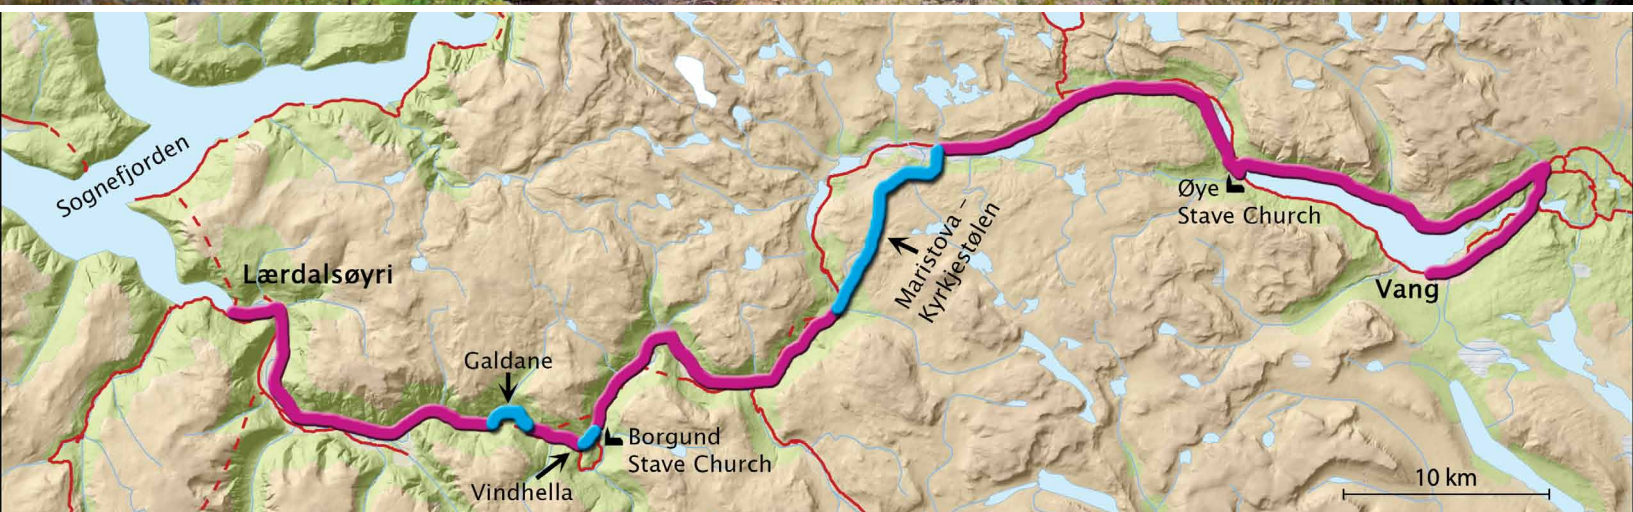 Sognefjorden
Lærdalsøyri
Galdane
Vindhella
Borgund
Stave Church
Maristova –
Kyrkjestølen
Øye
Stave Church
Vang
10 km